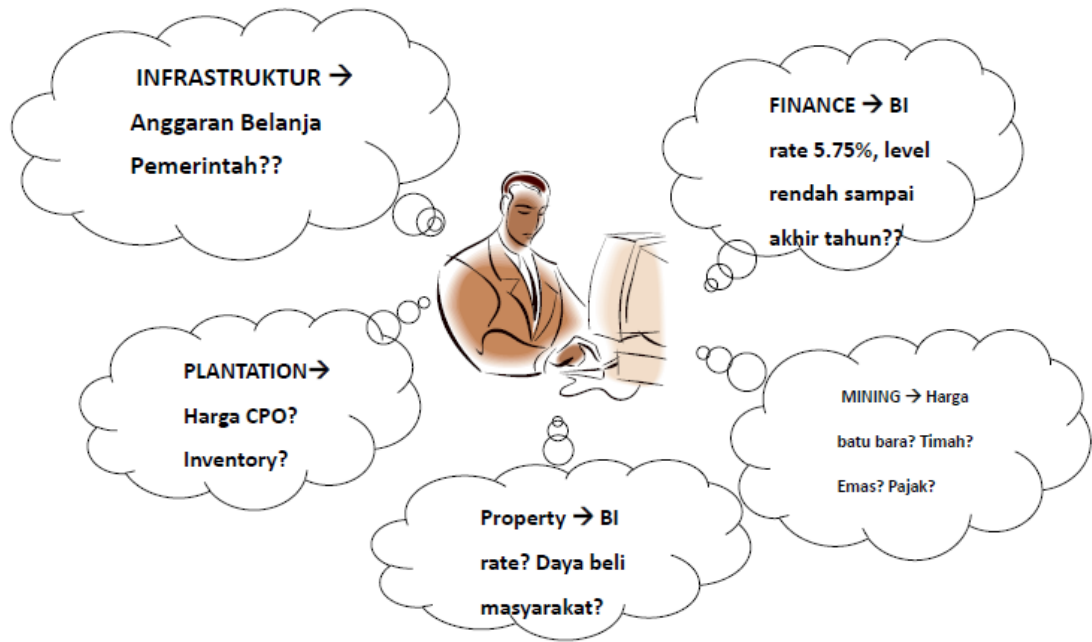 INFRASTRUKTUR →
Anggaran Belanja
Pemerintah??
FINANCE → BI
rate 5.75%, level
rendah sampai
akhir tahun??
PLANTATION→
Harga CPO?
Inventory?
MINING → Harga
batu bara? Timah?
Emas? Pajak?
Property → BI
rate? Daya beli
masyarakat?